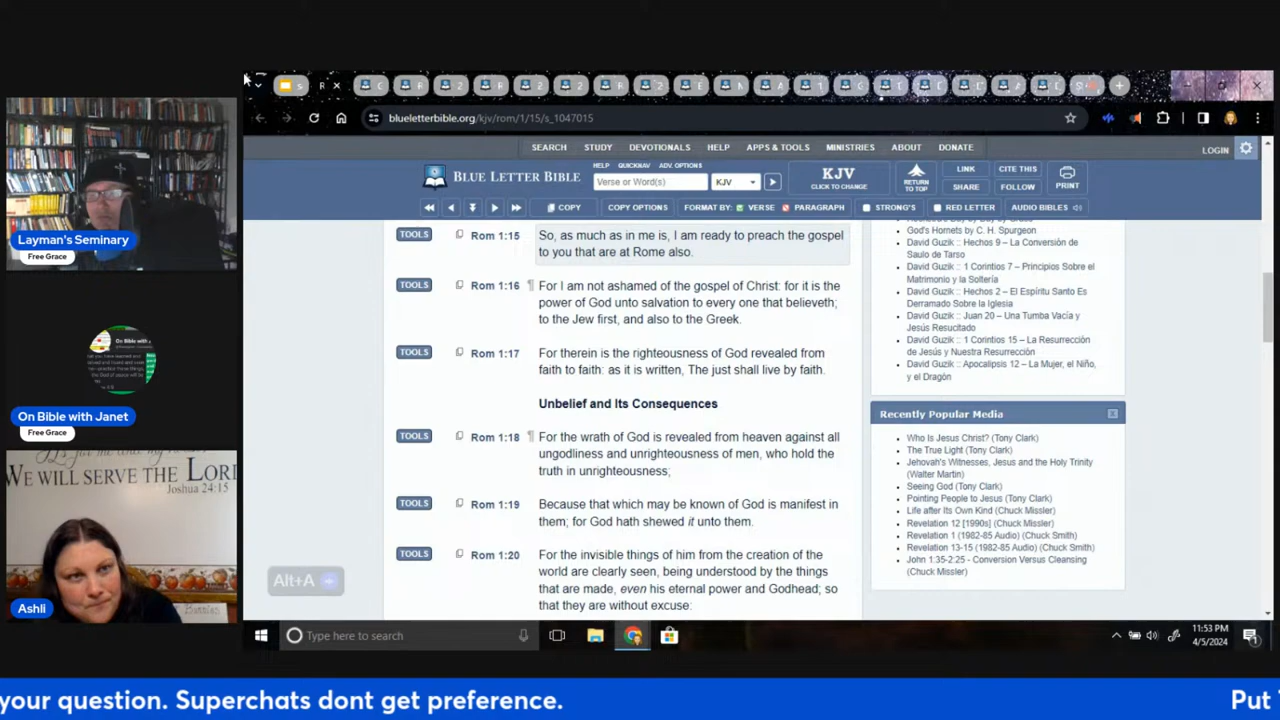 blueletterbible.org/kjv/rom/1/15/s_1047015
SEARCH STUDY DEVOTIONALS HELP APPS & TOOLS MINISTRIES ABOUT DONATE
LOGIN
BLUE LETTER BIBLE
HELP QUICKNAV ADV. OPTIONS
Verse or Word(s)
KJV
KJV
CLICK TO CHANGE
RETURN
TO TOP
LINK
CITE THIS
SHARE
FOLLOW
PRINT
COPY
COPY OPTIONS
FORMAT BY: VERSE PARAGRAPH
STRONG'S
RED LETTER
AUDIO BIBLES
TOOLS Rom 1:15 So, as much as in me is, I am ready to preach the gospel
to you that are at Rome also.
TOOLS Rom 1:16 ¶ For I am not ashamed of the gospel of Christ: for it is the
power of God unto salvation to every one that believeth;
to the Jew first, and also to the Greek.
TOOLS Rom 1:17 For therein is the righteousness of God revealed from
faith to faith: as it is written, The just shall live by faith.
Unbelief and Its Consequences
TOOLS Rom 1:18 ¶ For the wrath of God is revealed from heaven against all
ungodliness and unrighteousness of men, who hold the
truth in unrighteousness;
TOOLS Rom 1:19 Because that which may be known of God is manifest in
them; for God hath shewed it unto them.
TOOLS Rom 1:20 For the invisible things of him from the creation of the
world are clearly seen, being understood by the things
that are made, even his eternal power and Godhead; so
that they are without excuse:
God's Hornets by C. H. Spurgeon
David Guzik :: Hechos 9 – La Conversión de
Saulo de Tarso
David Guzik :: 1 Corintios 7 – Principios Sobre el
Matrimonio y la Soltería
David Guzik :: Hechos 2 – El Espíritu Santo Es
Derramado Sobre la Iglesia
David Guzik :: Juan 20 – Una Tumba Vacía y
Jesús Resucitado
David Guzik :: 1 Corintios 15 – La Resurrección
de Jesús y Nuestra Resurrección
David Guzik :: Apocalipsis 12 – La Mujer, el Niño,
y el Dragón
Recently Popular Media
Who Is Jesus Christ? (Tony Clark)
The True Light (Tony Clark)
Jehovah's Witnesses, Jesus and the Holy Trinity
(Walter Martin)
Seeing God (Tony Clark)
Pointing People to Jesus (Tony Clark)
Life after Its Own Kind (Chuck Missler)
Revelation 12 [1990s] (Chuck Missler)
Revelation 1 (1982-85 Audio) (Chuck Smith)
Revelation 13-15 (1982-85 Audio) (Chuck Smith)
John 1:35-2:25 - Conversion Versus Cleansing
(Chuck Missler)
Alt+A
Type here to search
11:53 PM
4/5/2024
Layman's Seminary
Free Grace
On Bible with
On Bible with Janet
Free Grace
WE WILL SERVE THE LORD
Joshua 24:15
Ashli
your question. Superchats dont get preference.
Put